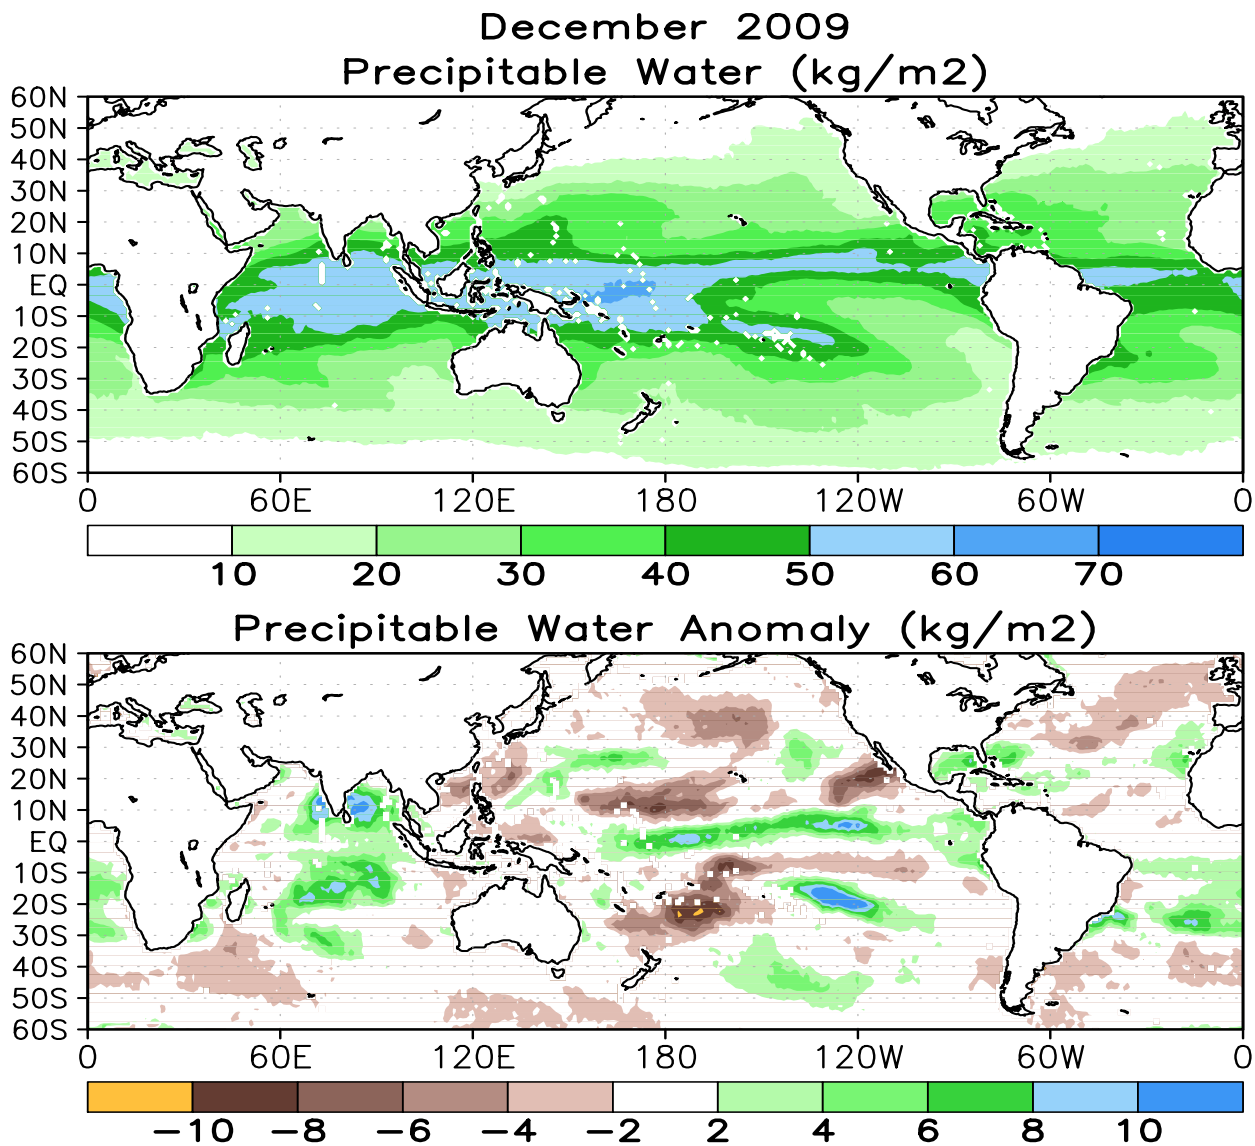 December 2009
Precipitable Water (kg/m2)
60N
50N
40N
30N
20N
10N
EQ
10S
20S
30S
40S
50S
60S
0 60E 120E 180 120W 60W 0
10 20 30 40 50 60 70
Precipitable Water Anomaly (kg/m2)
60N
50N
40N
30N
20N
10N
EQ
10S
20S
30S
40S
50S
60S
0 60E 120E 180 120W 60W 0
−10 −8 −6 −4 −2 2 4 6 8 10